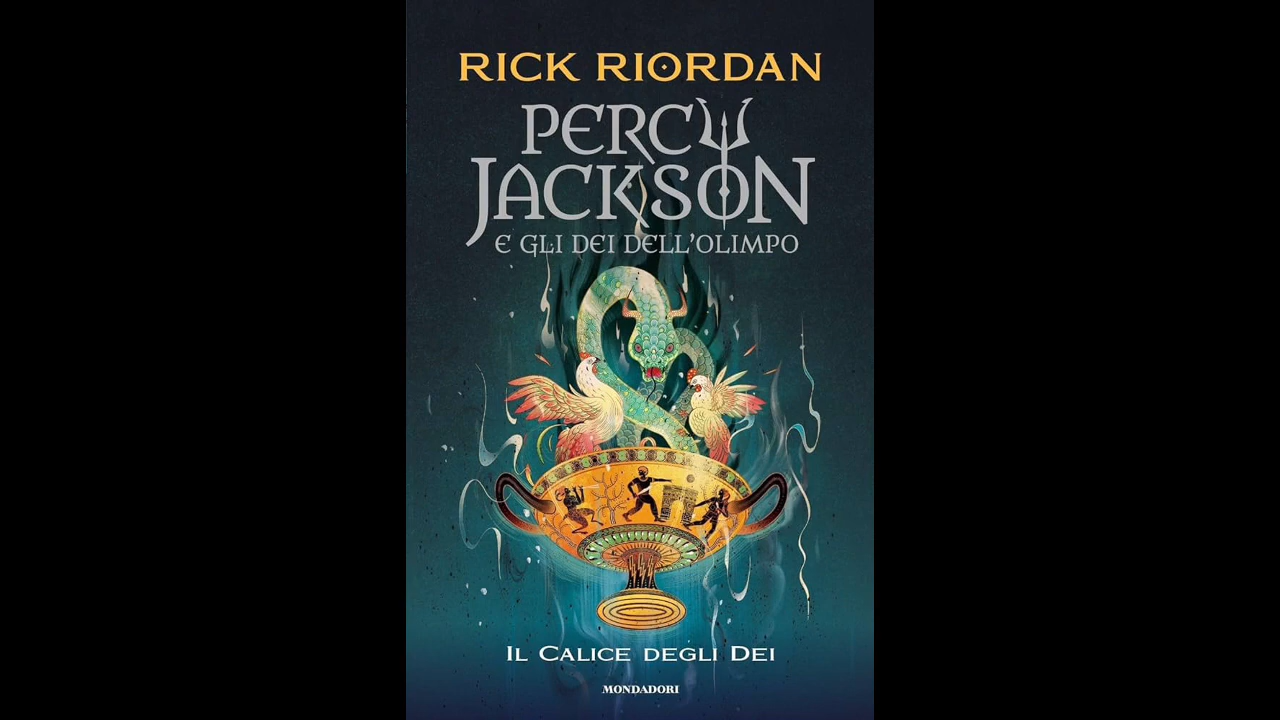 RICK RIORDAN
PERCY
JACKSON
E GLI DEI DELL'OLIMPO
IL CALICE DEGLI DEI
MONDADORI